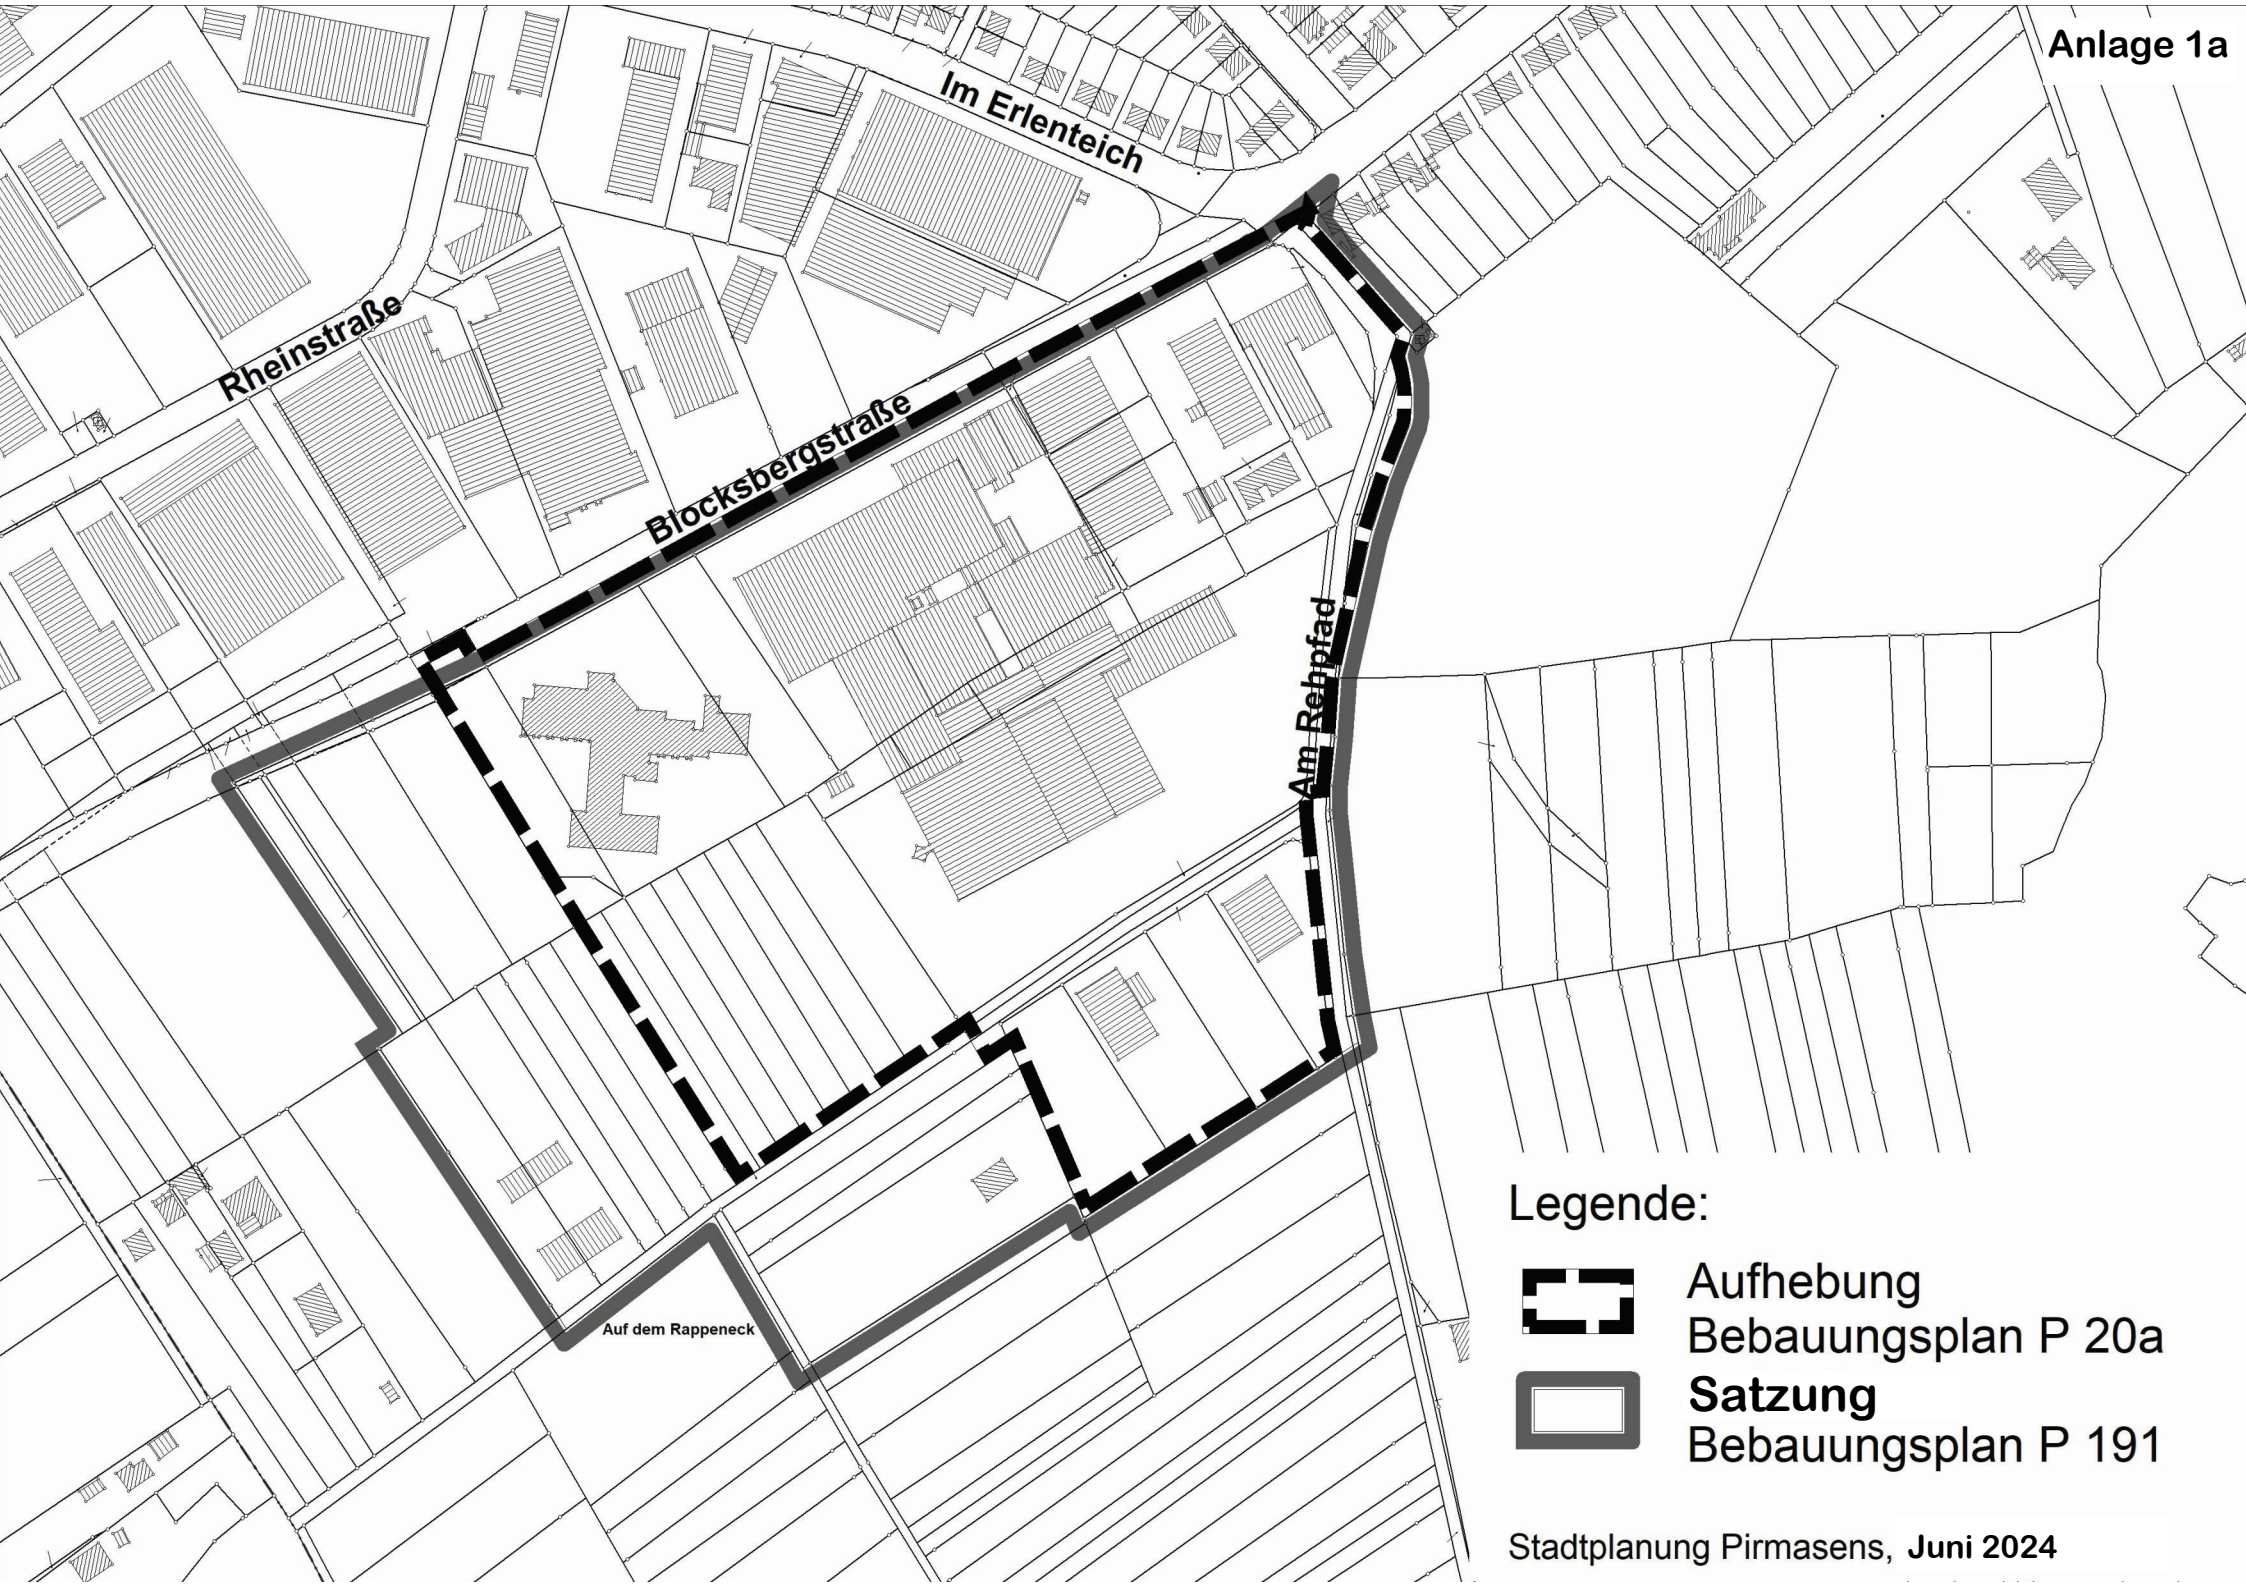 Anlage 1a
Im Erlenteich
Rheinstraße
Blocksbergstraße
Am Rehpfad
Auf dem Rappeneck
Legende:
Aufhebung
Bebauungsplan P 20a
Satzung
Bebauungsplan P 191
Stadtplanung Pirmasens, Juni 2024